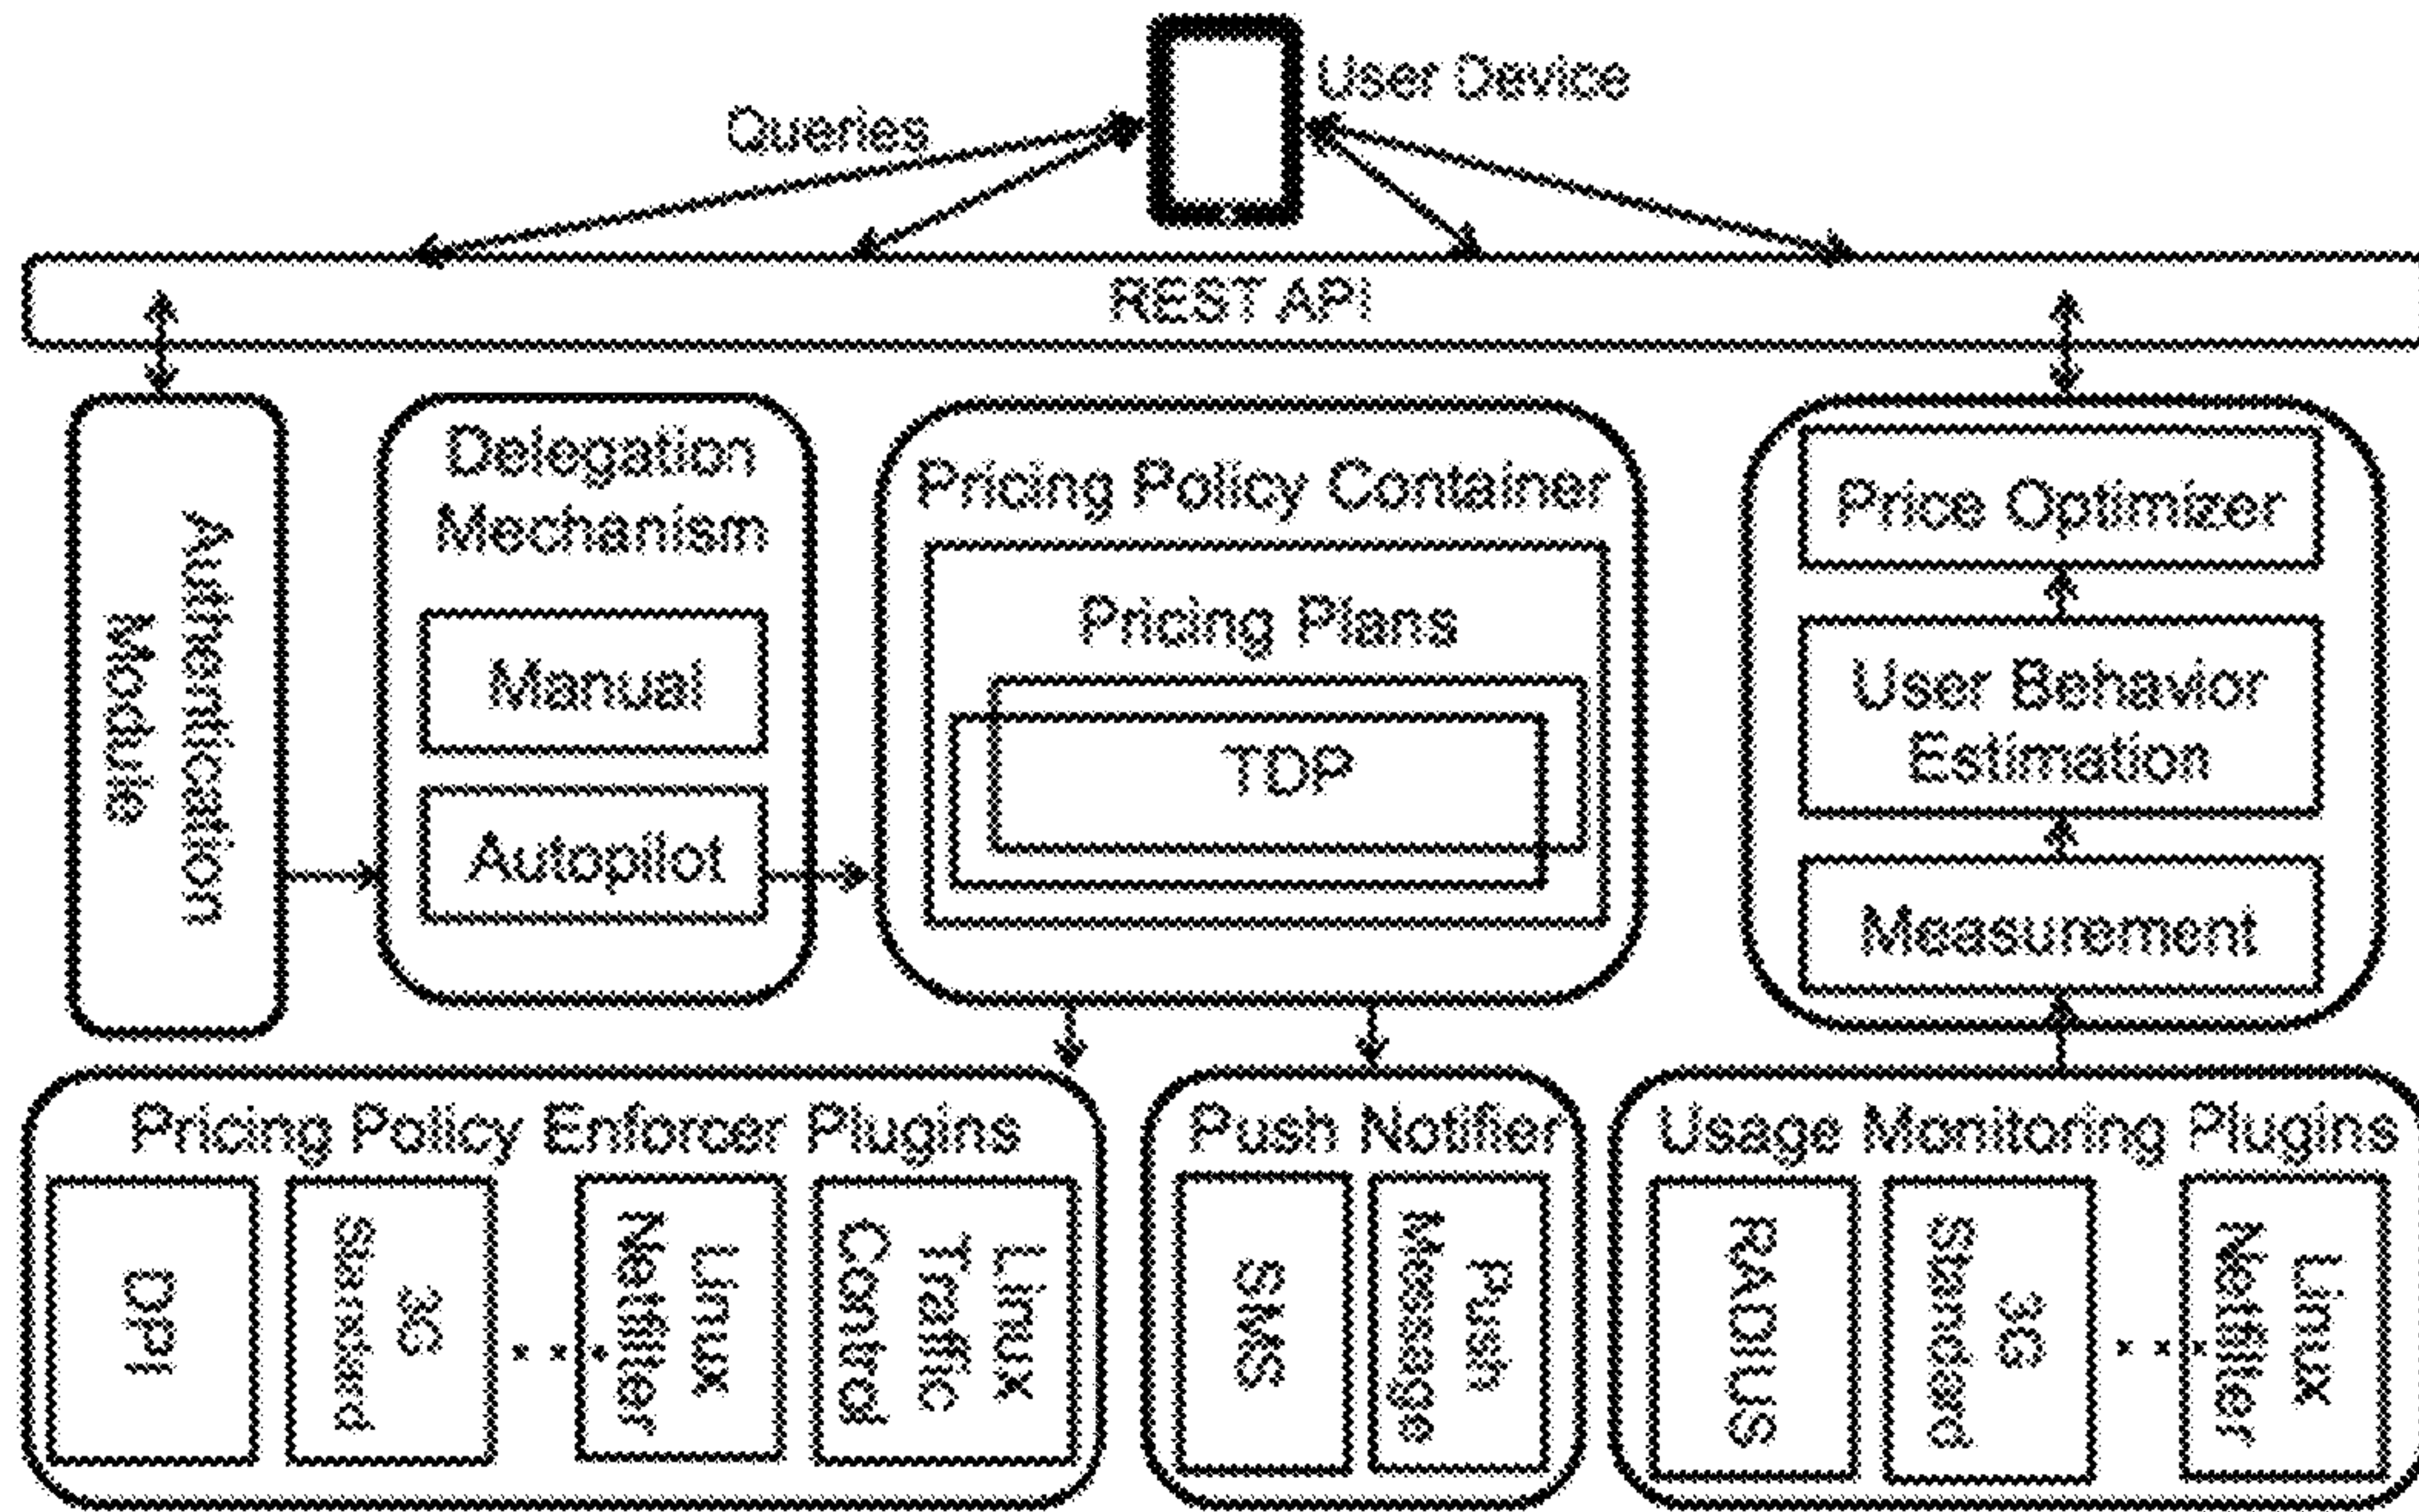 User Device
Queries
REST API
Authentication
Module
Delegation
Mechanism
Manual
Autopilot
Pricing Policy Container
Pricing Plans
TDP
Price Optimizer
User Behavior
Estimation
Measurement
Pricing Policy Enforcer Plugins
DPI
3G
Standard
...
Linux
Netfilter
Linux
Traffic
Control
Push Notifier
SMS
Push
Message
Usage Monitoring Plugins
RADIUS
3G
Standard
...
Linux
Netfilter